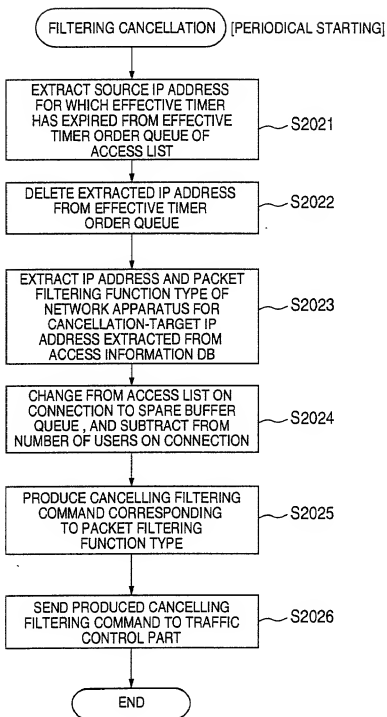 FILTERING CANCELLATION [PERIODICAL STARTING]
EXTRACT SOURCE IP ADDRESS
FOR WHICH EFFECTIVE TIMER
HAS EXPIRED FROM EFFECTIVE
TIMER ORDER QUEUE OF
ACCESS LIST
S2021
DELETE EXTRACTED IP ADDRESS
FROM EFFECTIVE TIMER
ORDER QUEUE
S2022
EXTRACT IP ADDRESS AND PACKET
FILTERING FUNCTION TYPE OF
NETWORK APPARATUS FOR
CANCELLATION-TARGET IP
ADDRESS EXTRACTED FROM
ACCESS INFORMATION DB
S2023
CHANGE FROM ACCESS LIST ON
CONNECTION TO SPARE BUFFER
QUEUE , AND SUBTRACT FROM
NUMBER OF USERS ON CONNECTION
S2024
PRODUCE CANCELLING FILTERING
COMMAND CORRESPONDING
TO PACKET FILTERING
FUNCTION TYPE
S2025
SEND PRODUCED CANCELLING
FILTERING COMMAND TO TRAFFIC
CONTROL PART
S2026
END